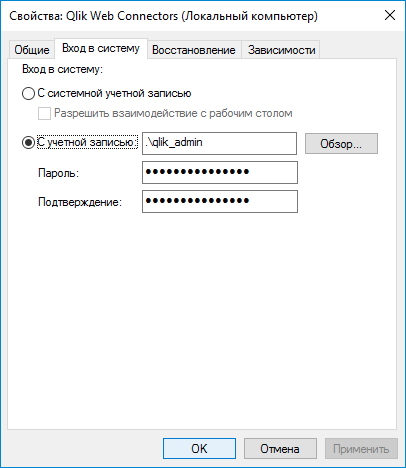 Свойства: Qlik Web Connectors (Локальный компьютер)
Общие Вход в систему Восстановление Зависимости
Вход в систему:
С системной учетной записью
Разрешить взаимодействие с рабочим столом
С учетной записью: .\qlik_admin Обзор...
Пароль: ●●●●●●●●●●●●●●●
Подтверждение: ●●●●●●●●●●●●●●●
OK Отмена Применить